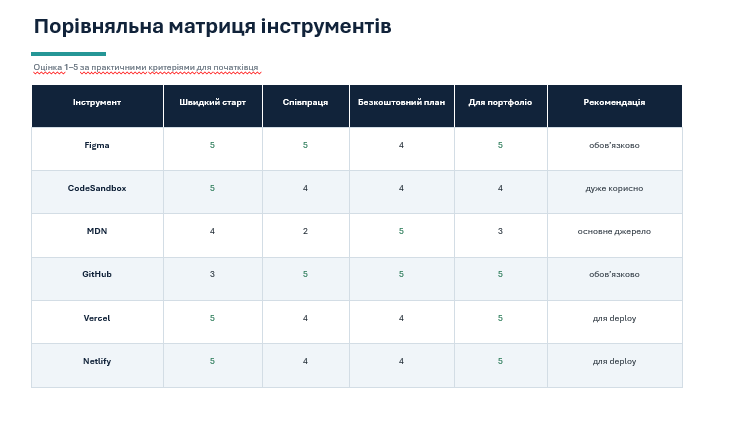 Порівняльна матриця інструментів
Оцінка 1–5 за практичними критеріями для початківця
Інструмент Швидкий старт Співпраця Безкоштовний план Для портфоліо Рекомендація
Figma 5 5 4 5 обов'язково
CodeSandbox 5 4 4 4 дуже корисно
MDN 4 2 5 3 основне джерело
GitHub 3 5 5 5 обов'язково
Vercel 5 4 4 5 для deploy
Netlify 5 4 4 5 для deploy